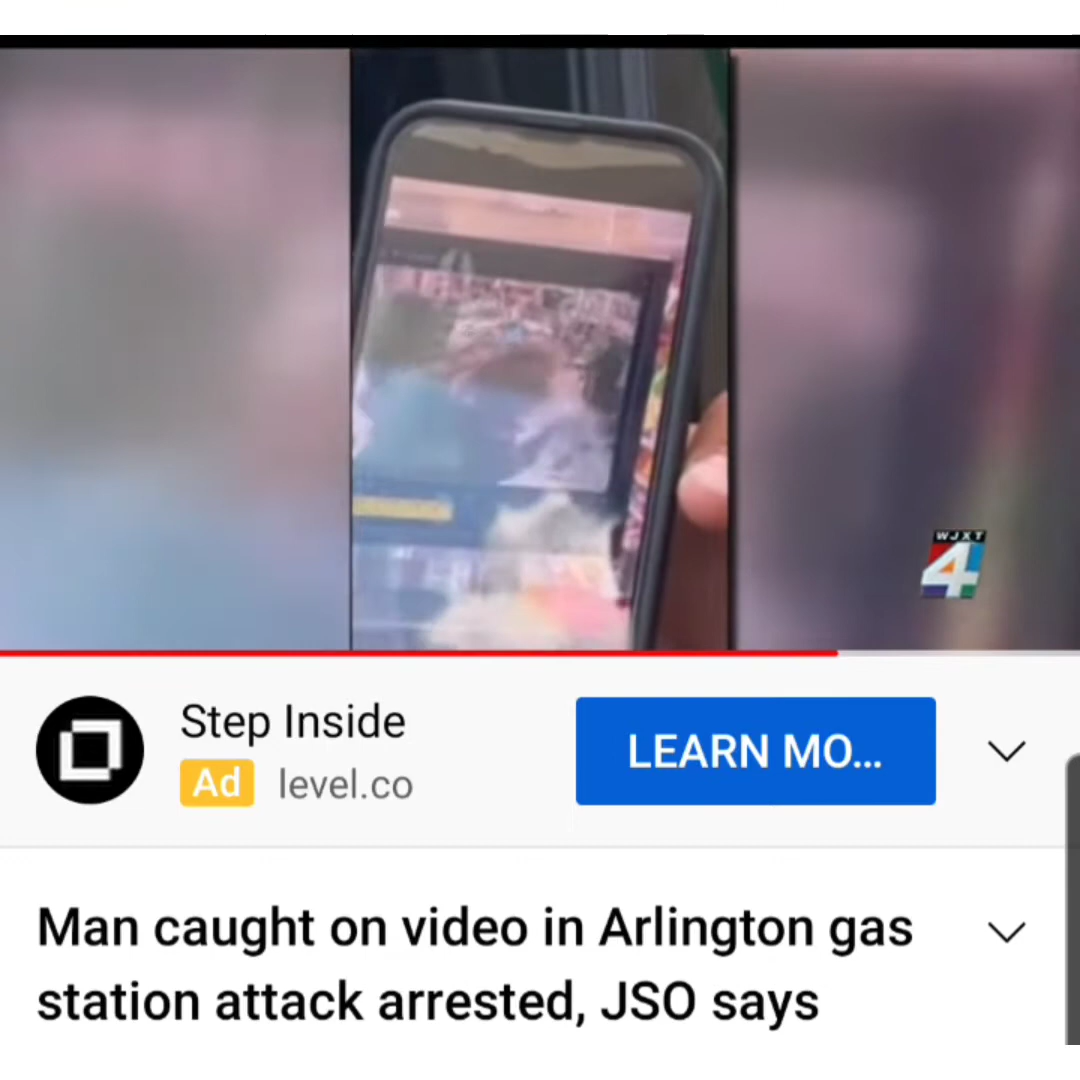 WJXT
4
Step Inside
LEARN MO...
Ad level.co
Man caught on video in Arlington gas
station attack arrested, JSO says